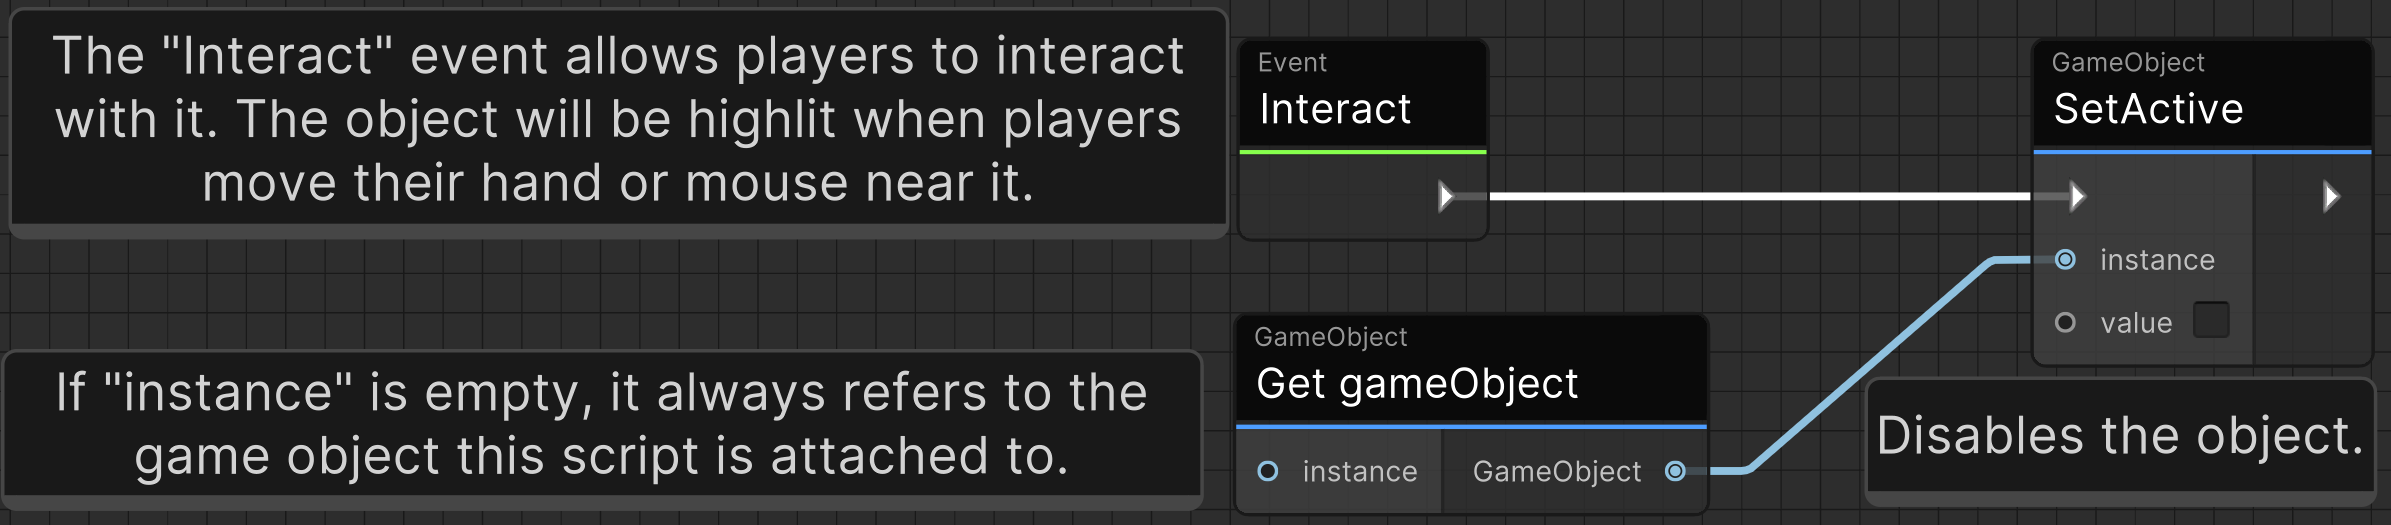 The "Interact" event allows players to interact
with it. The object will be highlit when players
move their hand or mouse near it.
Event
Interact
GameObject
SetActive
instance
value
If "instance" is empty, it always refers to the
game object this script is attached to.
GameObject
Get gameObject
instance
GameObject
Disables the object.